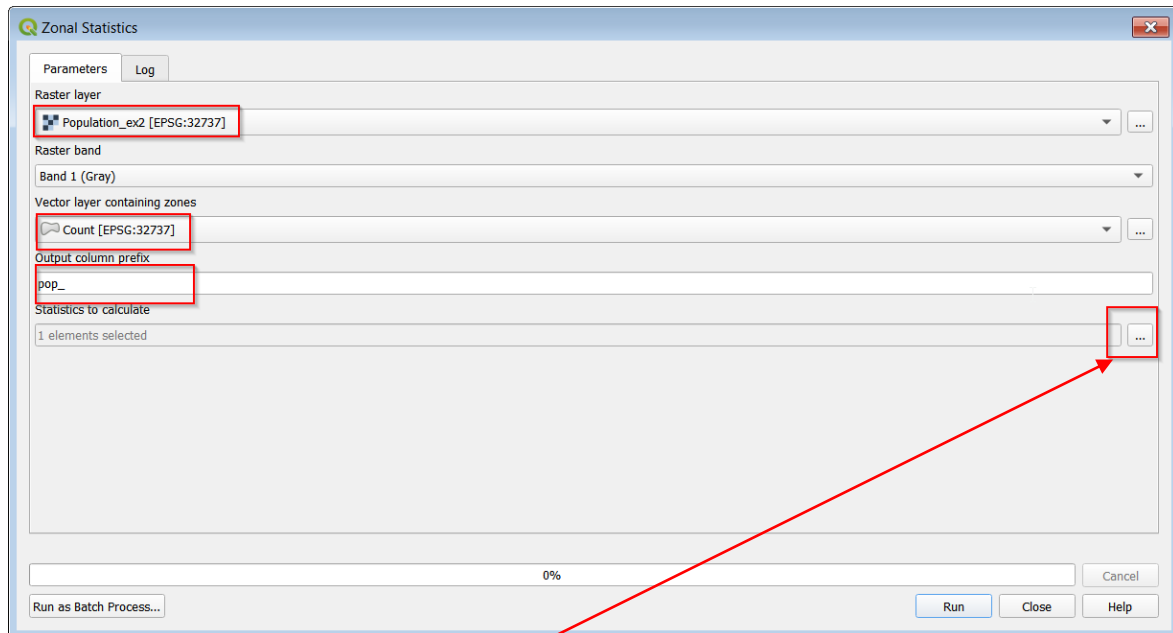 Zonal Statistics
Parameters Log
Raster layer
Population_ex2 [EPSG:32737]
...
Raster band
Band 1 (Gray)
Vector layer containing zones
Count [EPSG:32737]
...
Output column prefix
pop_
Statistics to calculate
1 elements selected
...
0%
Cancel
Run as Batch Process...
Run Close Help